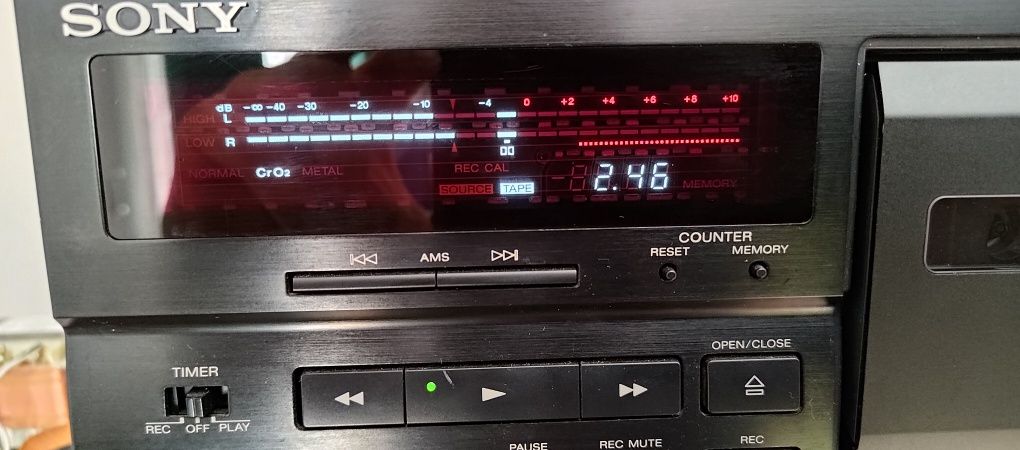 SONY
dB -∞ -40 -30 -20 -10 -4 0 +2 +4 +6 +8 +10
HIGH L
LOW R
NORMAL CrO₂ METAL REC CAL
SOURCE TAPE 2.46 MEMORY
COUNTER
AMS RESET MEMORY
OPEN/CLOSE
TIMER
REC OFF PLAY
PAUSE REC MUTE REC